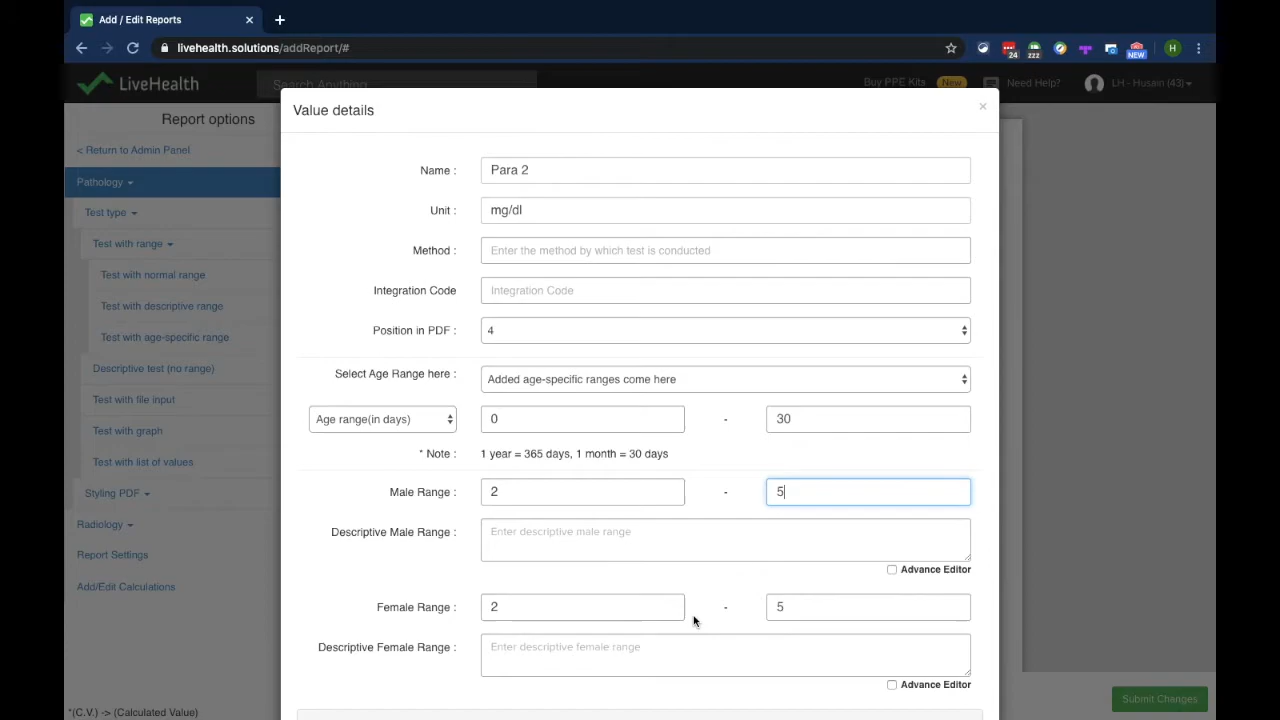 Add / Edit Reports × +
livehealth.solutions/addReport/#
24
zzz
NEW
H
LiveHealth
Search Anything
Buy PPE Kits New Need Help? LH - Husain (43)
Report options
< Return to Admin Panel
Pathology
Test type
Test with range
Test with normal range
Test with descriptive range
Test with age-specific range
Descriptive test (no range)
Test with file input
Test with graph
Test with list of values
Styling PDF
Radiology
Report Settings
Add/Edit Calculations
*(C.V.) -> (Calculated Value)
Value details ×
Name : Para 2
Unit : mg/dl
Method : Enter the method by which test is conducted
Integration Code Integration Code
Position in PDF : 4
Select Age Range here : Added age-specific ranges come here
Age range(in days) 0 - 30
* Note : 1 year = 365 days, 1 month = 30 days
Male Range : 2 - 5
Descriptive Male Range : Enter descriptive male range
Advance Editor
Female Range : 2 - 5
Descriptive Female Range : Enter descriptive female range
Advance Editor
Submit Changes